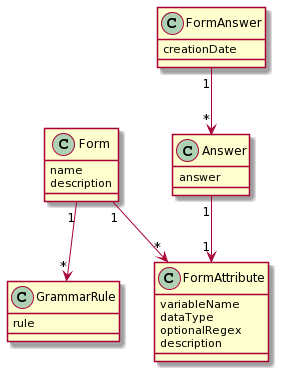 C FormAnswer
creationDate
1
*
C Form
name
description
C Answer
answer
1
1
1
*
*
1
C GrammarRule
rule
C FormAttribute
variableName
dataType
optionalRegex
description